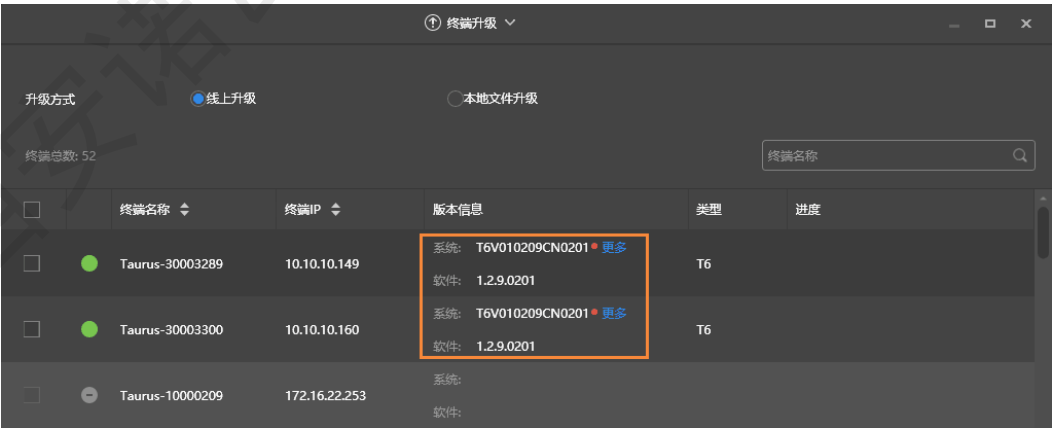 终端升级
升级方式 线上升级 本地文件升级
终端总数: 52 终端名称
终端名称 终端IP 版本信息 类型 进度
系统: T6V010209CN0201 更多
Taurus-30003289 10.10.10.149 T6
软件: 1.2.9.0201
系统: T6V010209CN0201 更多
Taurus-30003300 10.10.10.160 T6
软件: 1.2.9.0201
系统:
Taurus-10000209 172.16.22.253
软件:
安诺